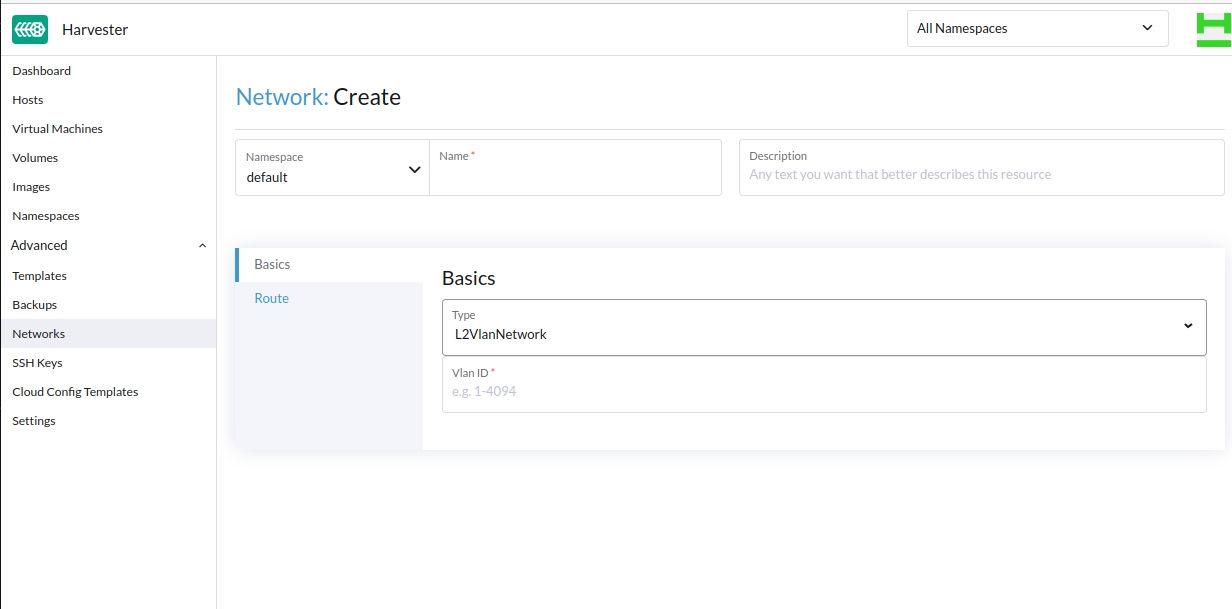 Harvester
All Namespaces
Dashboard
Hosts
Virtual Machines
Volumes
Images
Namespaces
Advanced
Templates
Backups
Networks
SSH Keys
Cloud Config Templates
Settings
Network: Create
Namespace
default
Name *
Description
Any text you want that better describes this resource
Basics
Route
Basics
Type
L2VlanNetwork
Vlan ID *
e.g. 1-4094